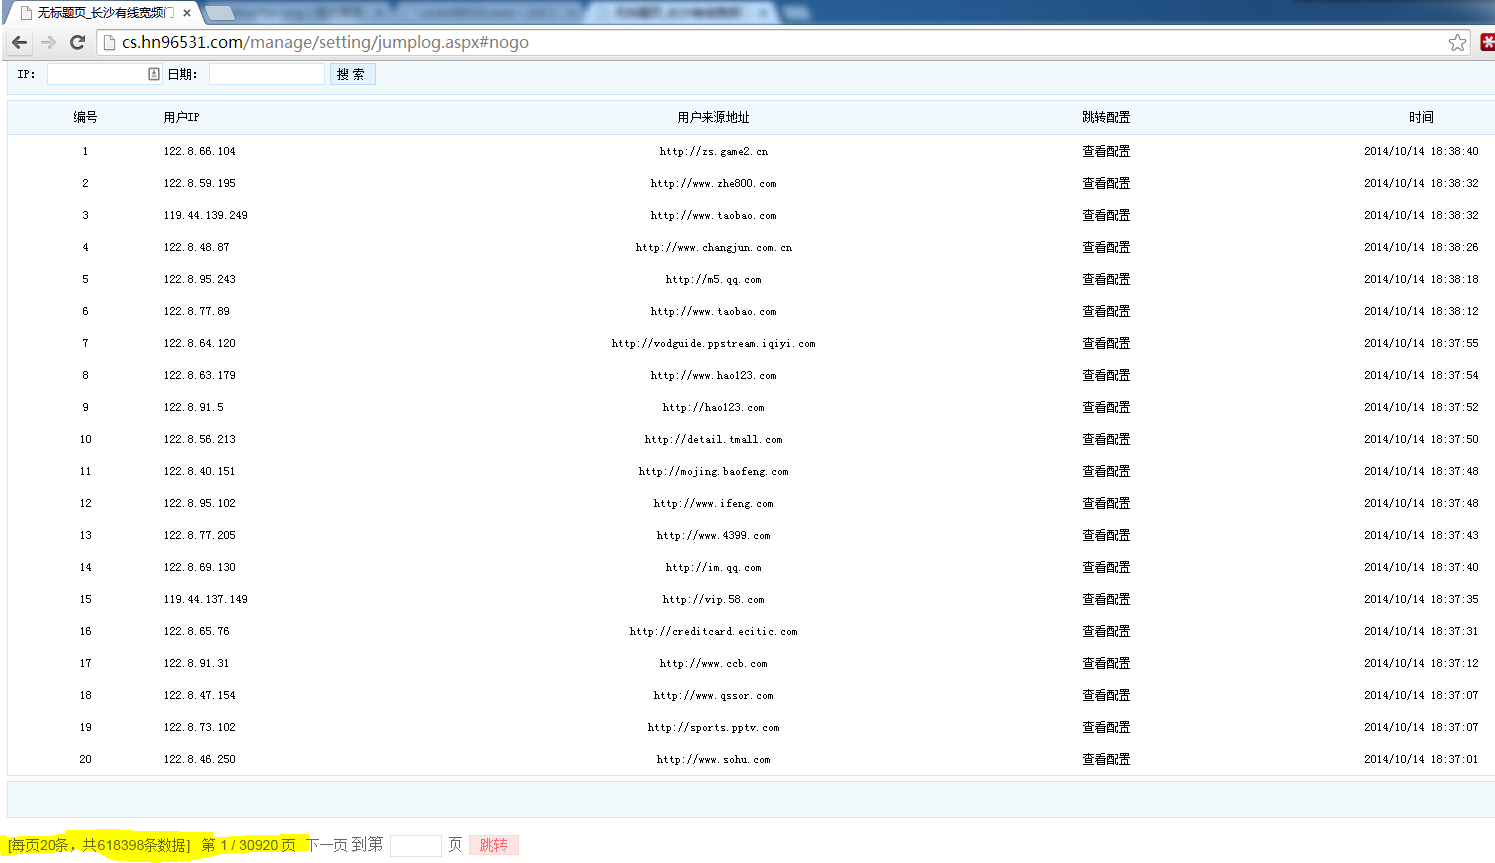 无标题页_长沙有线宽频门
cs.hn96531.com/manage/setting/jumplog.aspx#nogo
IP: 日期: 搜 索
编号 用户IP 用户来源地址 跳转配置 时间
1 122.8.66.104 http://zs.game2.cn 查看配置 2014/10/14 18:38:40
2 122.8.59.195 http://www.zhe800.com 查看配置 2014/10/14 18:38:32
3 119.44.139.249 http://www.taobao.com 查看配置 2014/10/14 18:38:32
4 122.8.48.87 http://www.changjun.com.cn 查看配置 2014/10/14 18:38:26
5 122.8.95.243 http://m5.qq.com 查看配置 2014/10/14 18:38:18
6 122.8.77.89 http://www.taobao.com 查看配置 2014/10/14 18:38:12
7 122.8.64.120 http://vodguide.ppstream.iqiyi.com 查看配置 2014/10/14 18:37:55
8 122.8.63.179 http://www.hao123.com 查看配置 2014/10/14 18:37:54
9 122.8.91.5 http://hao123.com 查看配置 2014/10/14 18:37:52
10 122.8.56.213 http://detail.tmall.com 查看配置 2014/10/14 18:37:50
11 122.8.40.151 http://mojing.baofeng.com 查看配置 2014/10/14 18:37:48
12 122.8.95.102 http://www.ifeng.com 查看配置 2014/10/14 18:37:48
13 122.8.77.205 http://www.4399.com 查看配置 2014/10/14 18:37:43
14 122.8.69.130 http://im.qq.com 查看配置 2014/10/14 18:37:40
15 119.44.137.149 http://vip.58.com 查看配置 2014/10/14 18:37:35
16 122.8.65.76 http://creditcard.ecitic.com 查看配置 2014/10/14 18:37:31
17 122.8.91.31 http://www.ccb.com 查看配置 2014/10/14 18:37:12
18 122.8.47.154 http://www.qssor.com 查看配置 2014/10/14 18:37:07
19 122.8.73.102 http://sports.pptv.com 查看配置 2014/10/14 18:37:07
20 122.8.46.250 http://www.sohu.com 查看配置 2014/10/14 18:37:01
[每页20条，共618398条数据] 第 1 / 30920 页 下一页 到第 页 跳转